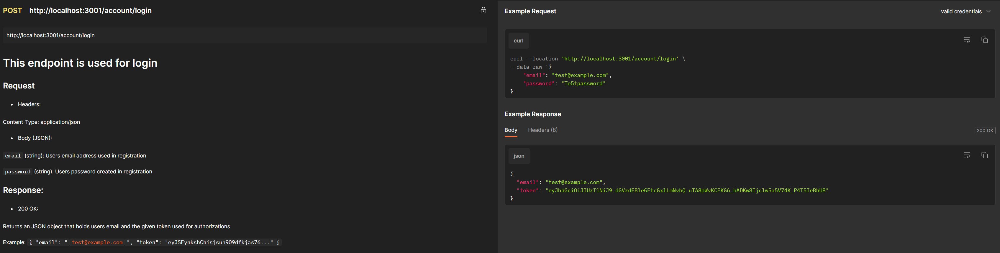 POST http://localhost:3001/account/login
http://localhost:3001/account/login
This endpoint is used for login
Request
• Headers:
Content-Type: application/json
• Body (JSON):
email (string): Users email address used in registration
password (string): Users password created in registration
Response:
• 200 OK:
Returns an JSON object that holds users email and the given token used for authorizations
Example: { "email": " test@example.com ", "token": "eyJSFynkshChisjsuh909dfkjas76..." }
Example Request
valid credentials
curl
curl --location 'http://localhost:3001/account/login' \
--data-raw '{
"email": "test@example.com",
"password": "Te5tpassword"
}'
Example Response
Body Headers (8)
200 OK
json
{
"email": "test@example.com",
"token": "eyJhbGciOiJIUzI1NiJ9.dGVzdEBleGFtcGxlLmNvbQ.uTA8pWvKCEKG6_bADKw8Ijclw5a5V74K_P4T5IeBbU8"
}